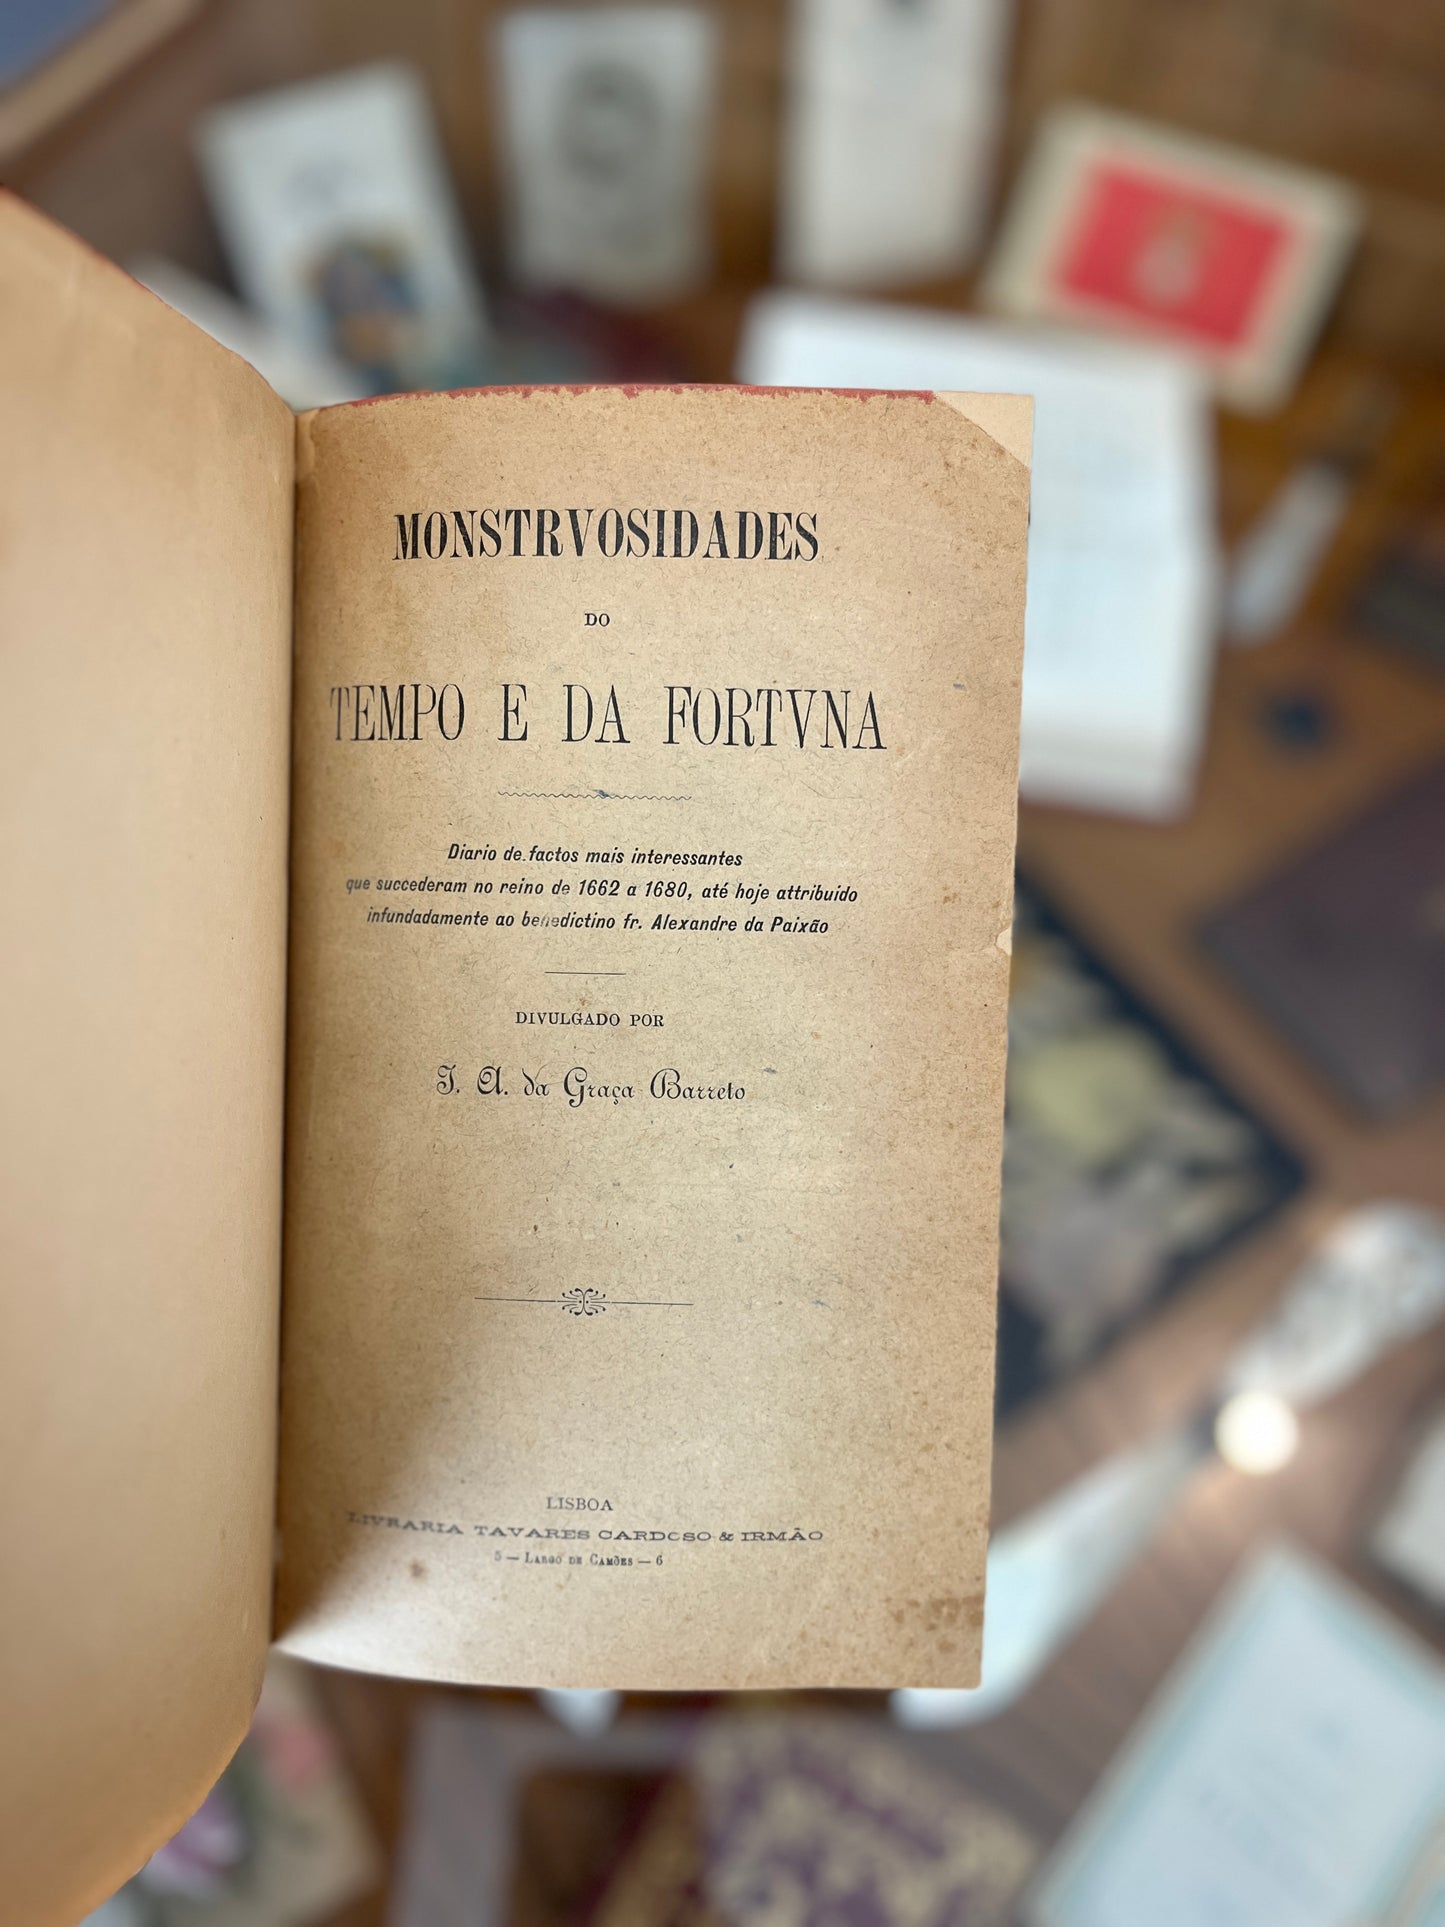 MONSTRVOSIDADES
DO
TEMPO E DA FORTVNA
Diario de factos mais interessantes
que succederam no reino de 1662 a 1680, até hoje attribuido
infundadamente ao benedictino fr. Alexandre da Paixão
DIVULGADO POR
J. A. da Graça Barreto
LISBOA
LIVRARIA TAVARES CARDOSO & IRMÃO
5 — LARGO DE CAMÕES — 6